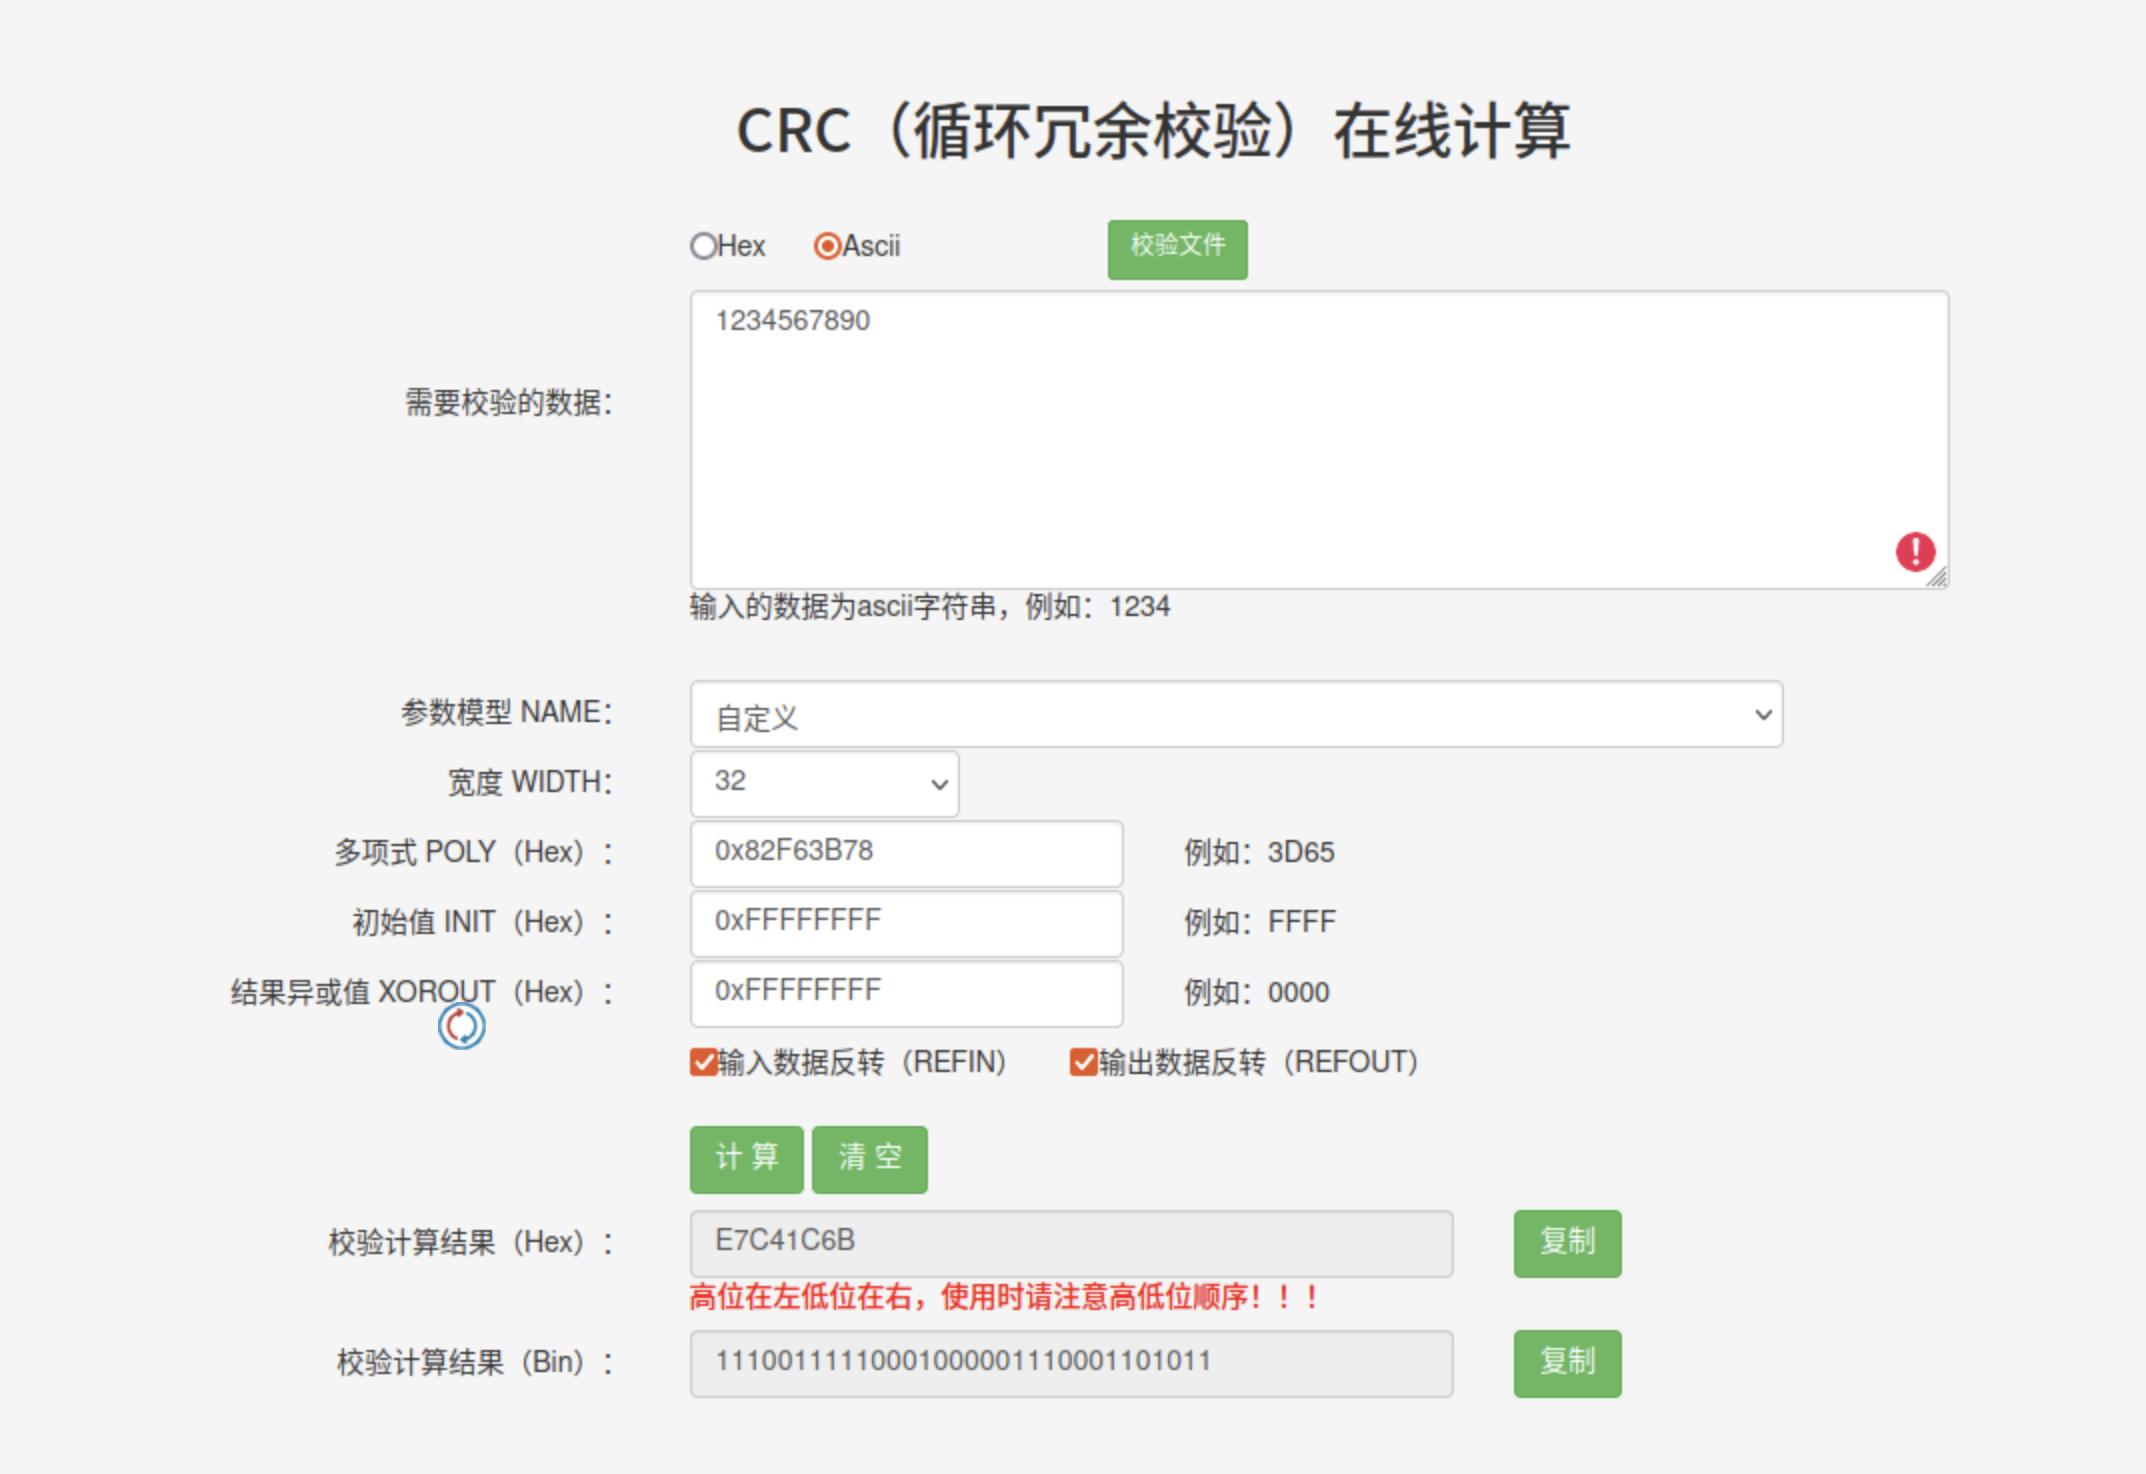 CRC（循环冗余校验）在线计算
Hex Ascii 校验文件
需要校验的数据：
1234567890
输入的数据为ascii字符串，例如：1234
参数模型 NAME： 自定义
宽度 WIDTH： 32
多项式 POLY（Hex）： 0x82F63B78 例如：3D65
初始值 INIT（Hex）： 0xFFFFFFFF 例如：FFFF
结果异或值 XOROUT（Hex）： 0xFFFFFFFF 例如：0000
输入数据反转（REFIN） 输出数据反转（REFOUT）
计 算 清 空
校验计算结果（Hex）： E7C41C6B 复制
高位在左低位在右，使用时请注意高低位顺序！！！
校验计算结果（Bin）： 11100111110001000001110001101011 复制